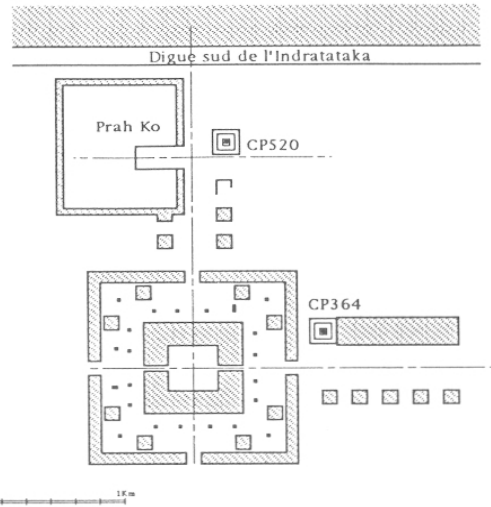 Digue sud de l'Indratataka
Prah Ko
CP520
CP364
1Km